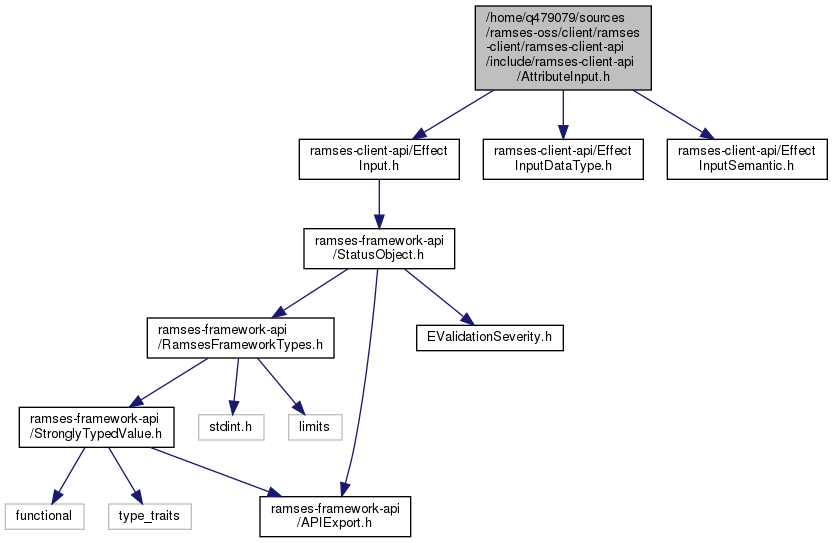 /home/q479079/sources
/ramses-oss/client/ramses
-client/ramses-client-api
/include/ramses-client-api
/AttributeInput.h
ramses-client-api/Effect
Input.h
ramses-client-api/Effect
InputDataType.h
ramses-client-api/Effect
InputSemantic.h
ramses-framework-api
/StatusObject.h
ramses-framework-api
/RamsesFrameworkTypes.h
EValidationSeverity.h
ramses-framework-api
/StronglyTypedValue.h
stdint.h
limits
functional
type_traits
ramses-framework-api
/APIExport.h